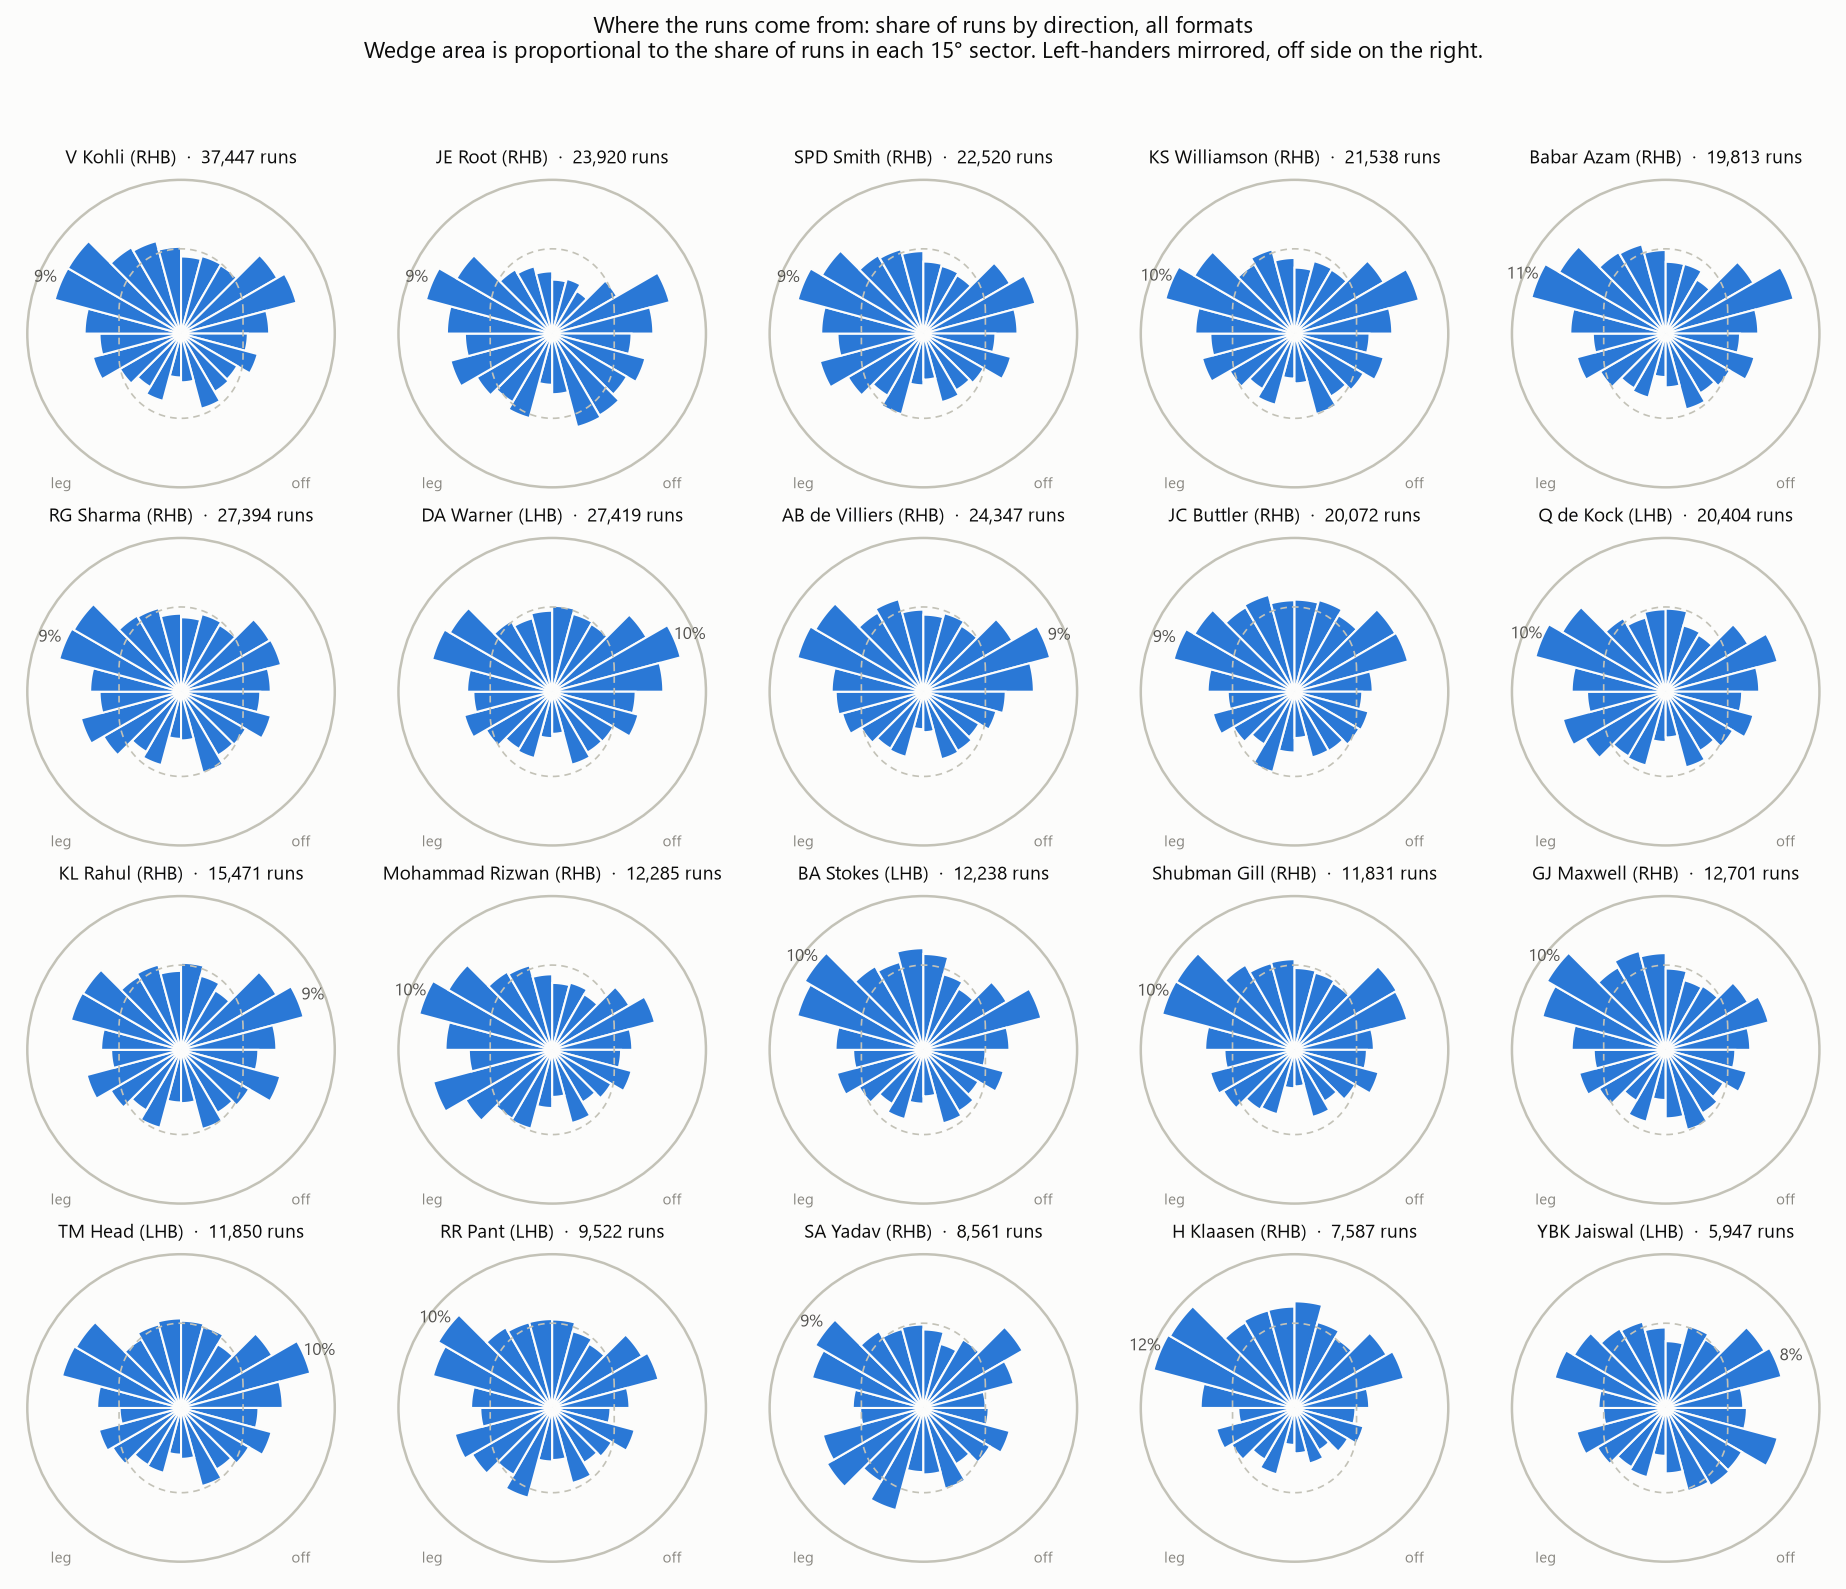 Where the runs come from: share of runs by direction, all formats
Wedge area is proportional to the share of runs in each 15° sector. Left-handers mirrored, off side on the right.
V Kohli (RHB) · 37,447 runs
9%
leg
off
JE Root (RHB) · 23,920 runs
9%
leg
off
SPD Smith (RHB) · 22,520 runs
9%
leg
off
KS Williamson (RHB) · 21,538 runs
10%
leg
off
Babar Azam (RHB) · 19,813 runs
11%
leg
off
RG Sharma (RHB) · 27,394 runs
9%
leg
off
DA Warner (LHB) · 27,419 runs
10%
leg
off
AB de Villiers (RHB) · 24,347 runs
9%
leg
off
JC Buttler (RHB) · 20,072 runs
9%
leg
off
Q de Kock (LHB) · 20,404 runs
10%
leg
off
KL Rahul (RHB) · 15,471 runs
9%
leg
off
Mohammad Rizwan (RHB) · 12,285 runs
10%
leg
off
BA Stokes (LHB) · 12,238 runs
10%
leg
off
Shubman Gill (RHB) · 11,831 runs
10%
leg
off
GJ Maxwell (RHB) · 12,701 runs
10%
leg
off
TM Head (LHB) · 11,850 runs
10%
leg
off
RR Pant (LHB) · 9,522 runs
10%
leg
off
SA Yadav (RHB) · 8,561 runs
9%
leg
off
H Klaasen (RHB) · 7,587 runs
12%
leg
off
YBK Jaiswal (LHB) · 5,947 runs
8%
leg
off